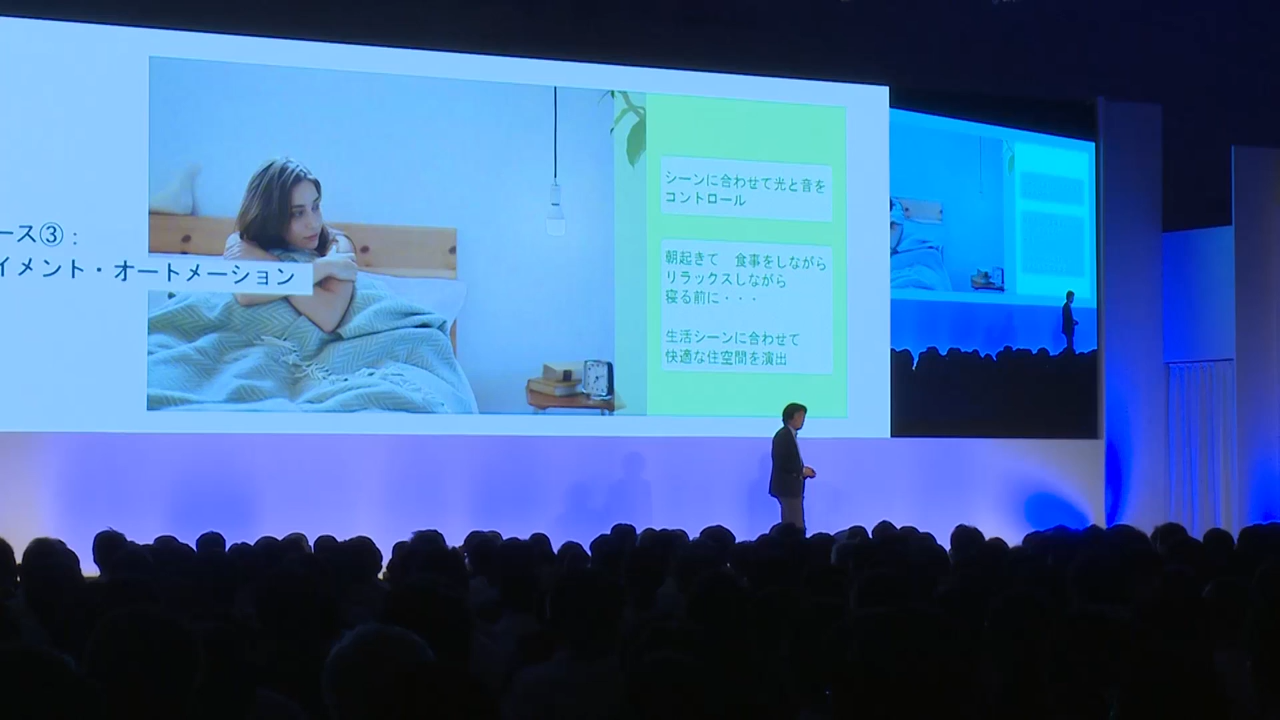 ース③：
イメント・オートメーション
シーンに合わせて光と音を
コントロール
朝起きて　食事をしながら
リラックスしながら
寝る前に・・・
生活シーンに合わせて
快適な住空間を演出